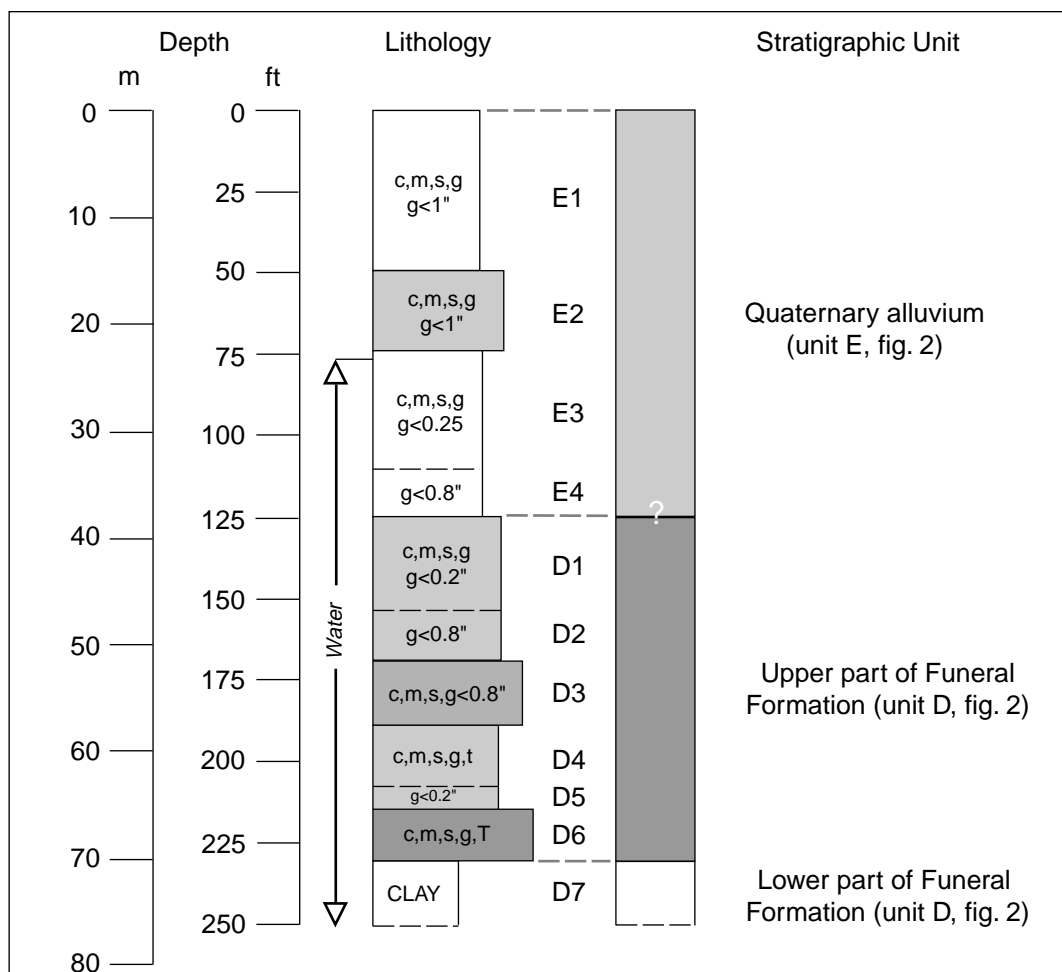 Depth
Lithology
Stratigraphic Unit
m
ft
0
10
20
30
40
50
60
70
80
0
25
50
75
100
125
150
175
200
225
250
Water
c,m,s,g
g<1"
c,m,s,g
g<1"
c,m,s,g
g<0.25
g<0.8"
c,m,s,g
g<0.2"
g<0.8"
c,m,s,g<0.8"
c,m,s,g,t
g<0.2"
c,m,s,g,T
CLAY
E1
E2
E3
E4
D1
D2
D3
D4
D5
D6
D7
?
Quaternary alluvium
(unit E, fig. 2)
Upper part of Funeral
Formation (unit D, fig. 2)
Lower part of Funeral
Formation (unit D, fig. 2)